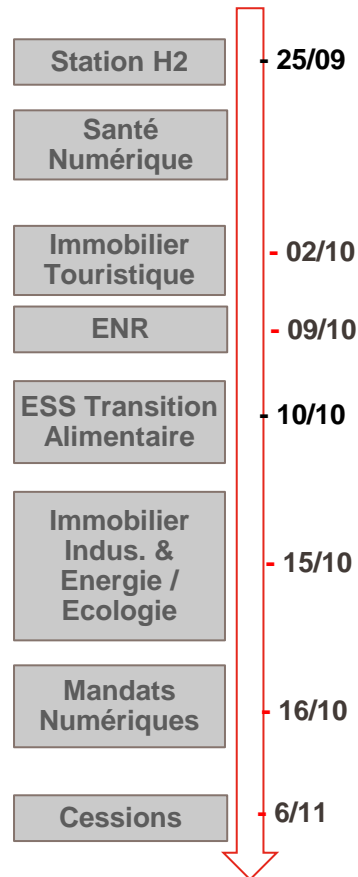 Station H2
- 25/09
Santé
Numérique
Immobilier
Touristique
- 02/10
ENR
- 09/10
ESS Transition
Alimentaire
- 10/10
Immobilier
Indus. &
Energie /
Ecologie
- 15/10
Mandats
Numériques
- 16/10
Cessions
- 6/11